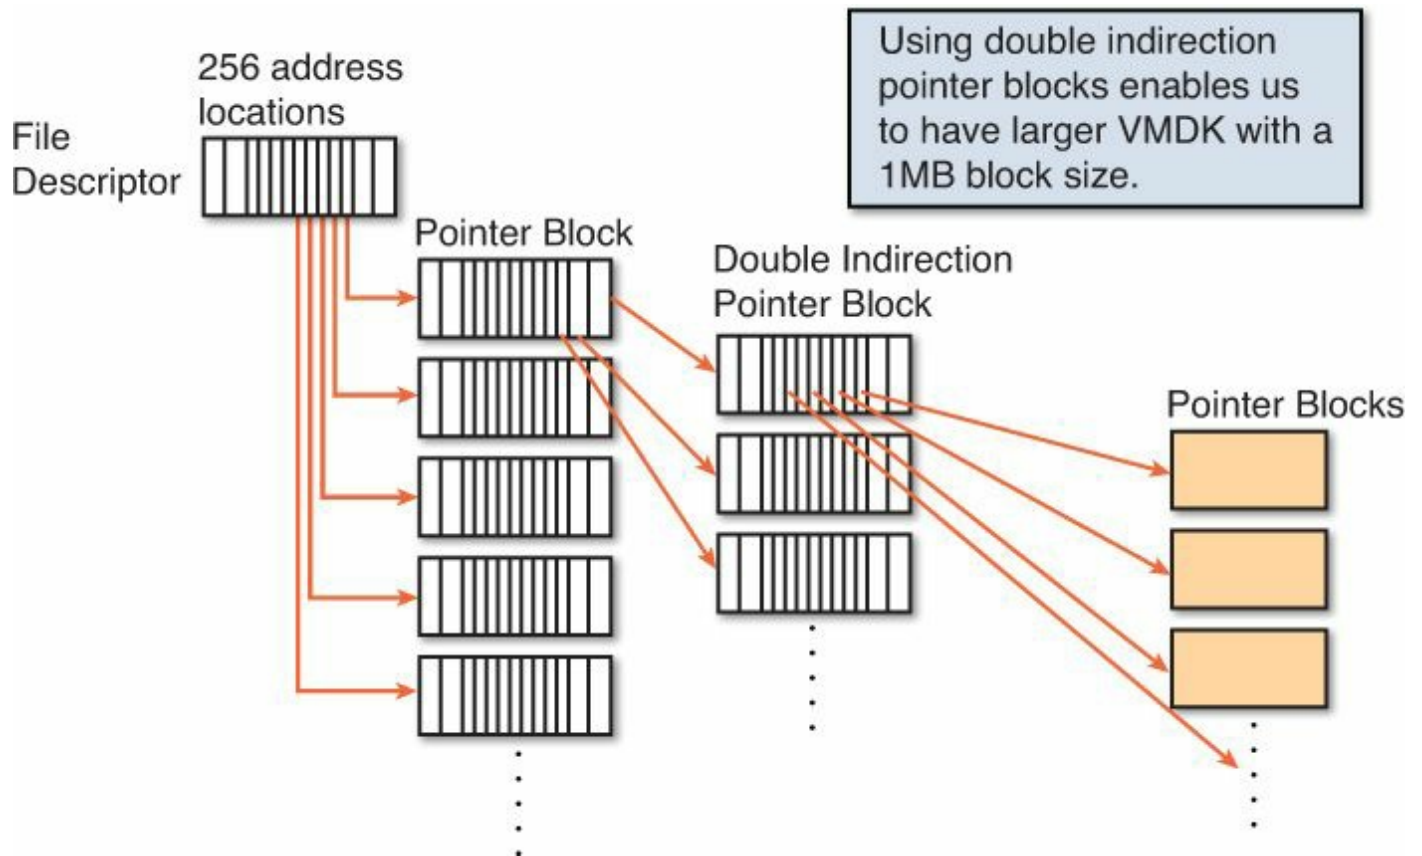 256 address
locations
File
Descriptor
Using double indirection
pointer blocks enables us
to have larger VMDK with a
1MB block size.
Pointer Block
Double Indirection
Pointer Block
Pointer Blocks